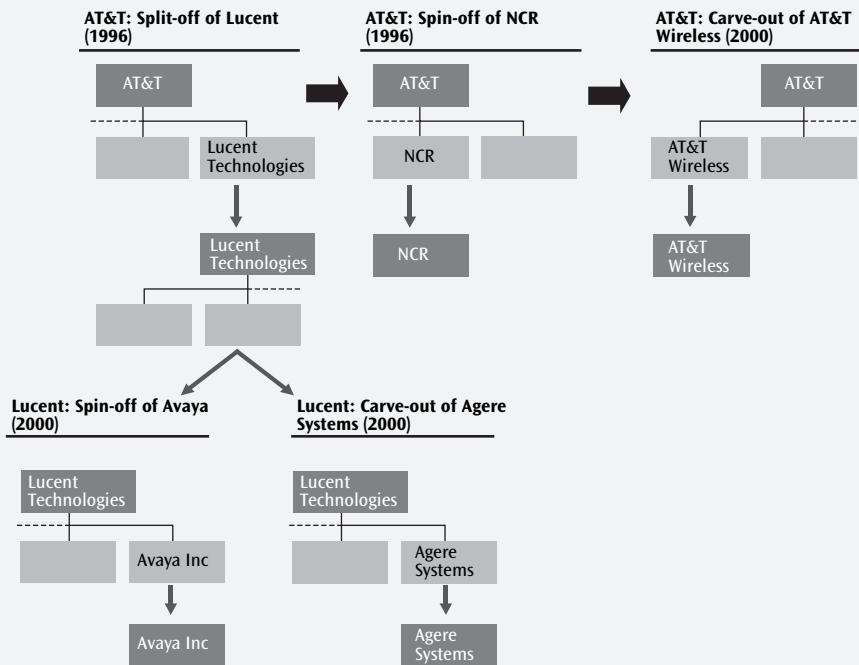 AT&T: Split-off of Lucent
(1996)
AT&T: Spin-off of NCR
(1996)
AT&T: Carve-out of AT&T
Wireless (2000)
AT&T
AT&T
AT&T
Lucent
Technologies
NCR
AT&T
Wireless
Lucent
Technologies
NCR
AT&T
Wireless
Lucent: Spin-off of Avaya
(2000)
Lucent: Carve-out of Agere
Systems (2000)
Lucent
Technologies
Lucent
Technologies
Avaya Inc
Agere
Systems
Avaya Inc
Agere
Systems